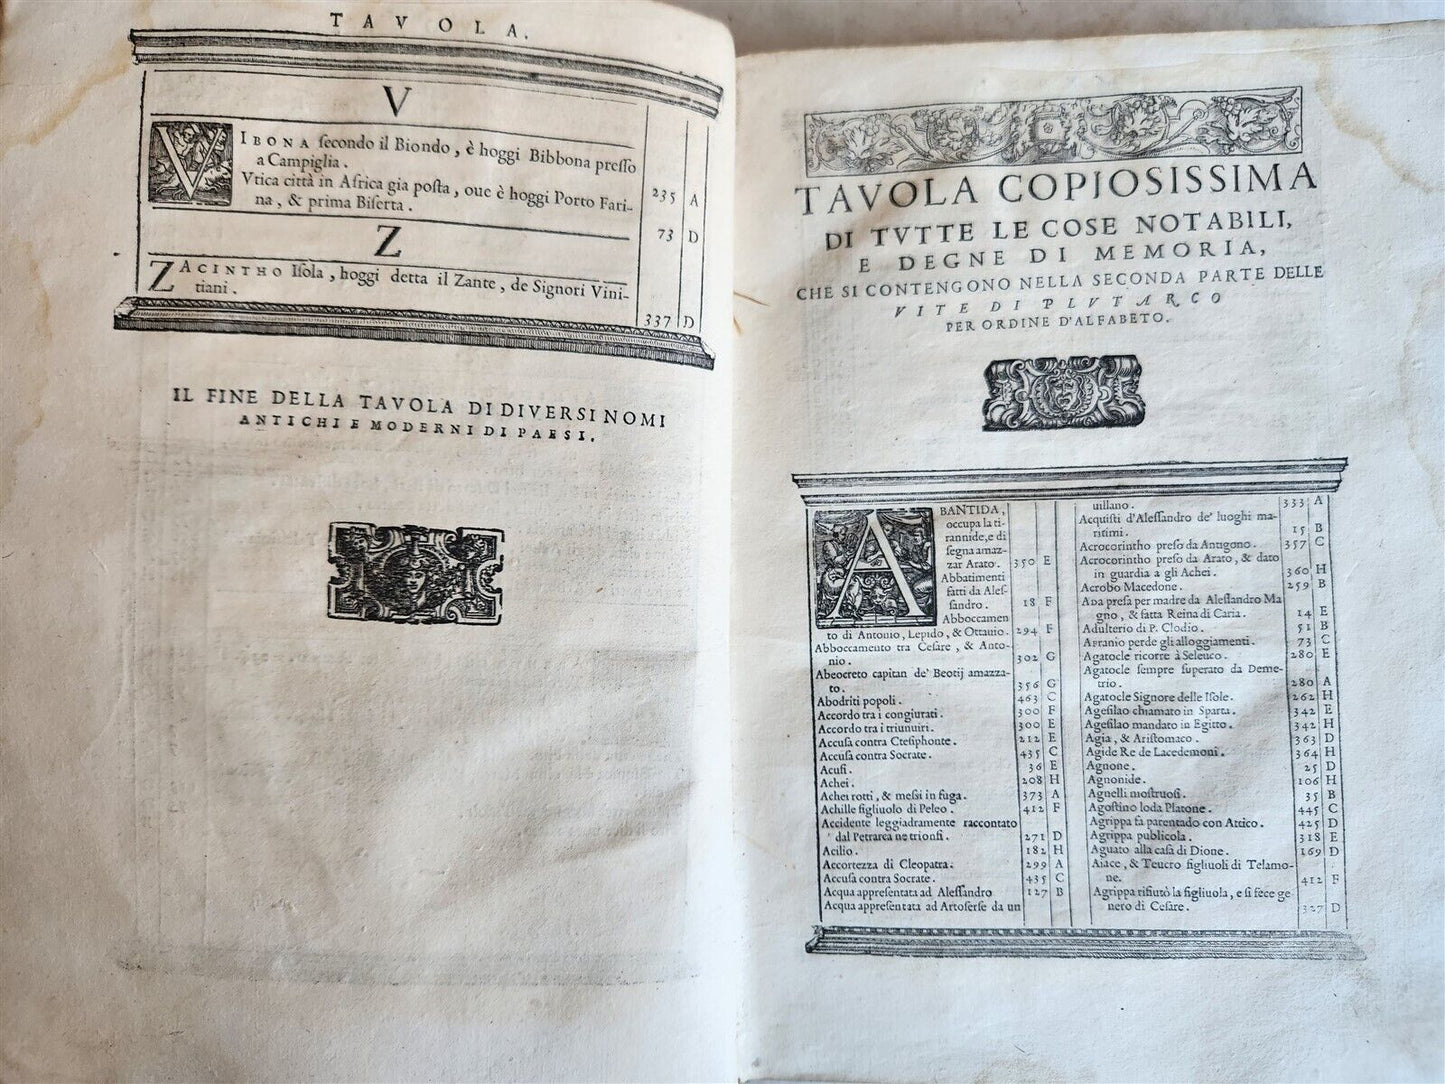 TAVOLA.
V
VIBONA secondo il Biondo, è hoggi Bibbona presso
a Campiglia. 235 A
Vtica città in Africa gia posta, oue è hoggi Porto Fari-
na, & prima Biserta. 73 D
Z
ZACINTHO Isola, hoggi detta il Zante, de Signori Vini-
tiani. 337 D
IL FINE DELLA TAVOLA DI DIVERSI NOMI
ANTICHI E MODERNI DI PAESI.
TAVOLA COPIOSISSIMA
DI TVTTE LE COSE NOTABILI,
E DEGNE DI MEMORIA,
CHE SI CONTENGONO NELLA SECONDA PARTE DELLE
VITE DI PLVTARCO
PER ORDINE D'ALFABETO.
ABANTIDA,
occupa la ti-
rannide, e di
segna amaz-
zar Arato. 350 E
Abbatimenti
fatti da Ales-
sandro. 18 F
Abboccamen
to di Antonio, Lepido, & Ottauio. 294 F
Abboccamento tra Cesare, & Anto-
nio. 302 G
Abeocreto capitan de' Beotij amazza-
to. 356 G
Abodriti popoli. 463 C
Accordo tra i congiurati. 300 F
Accordo tra i triunuiri. 300 E
Accusa contra Ctesiphonte. 212 E
Accusa contra Socrate. 435 C
Acusi. 36 E
Achei. 208 H
Achei rotti, & messi in fuga. 373 A
Achille figliuolo di Peleo. 412 F
Accidente leggiadramente raccontato
dal Petrarca ne trionfi. 271 D
Acilio. 182 H
Accortezza di Cleopatra. 299 A
Accusa contra Socrate. 435 C
Acqua appresentata ad Alessandro 127 B
Acqua appresentata ad Artoserse da un
uillano. 333 A
Acquisti d'Alessandro de' luoghi ma-
ritimi. 15 B
Acrocorintho preso da Antigono. 357 C
Acrocorintho preso da Arato, & dato
in guardia a gli Achei. 360 H
Acrobo Macedone. 259 B
Ada presa per madre da Alessandro Ma
gno, & fatta Reina di Caria. 14 E
Adulterio di P. Clodio. 51 B
Afranio perde gli alloggiamenti. 73 C
Agatocle ricorre à Seleuco. 280 E
Agatocle sempre superato da Deme-
trio. 280 A
Agatocle Signore delle Isole. 262 H
Agesilao chiamato in Sparta. 342 E
Agesilao mandato in Egitto. 342 H
Agia, & Aristomaco. 363 D
Agide Re de Lacedemoni. 364 H
Agnone. 25 D
Agnonide. 106 H
Agnelli mostruosi. 35 B
Agostino loda Platone. 445 C
Agrippa fà parentado con Attico. 425 D
Agrippa publicola. 318 E
Aguato alla casa di Dione. 169 D
Aiace, & Teucro figliuoli di Telamo-
ne. 412 F
Agrippa rifiutò la figliuola, e si fece ge-
nero di Cesare. 327 D